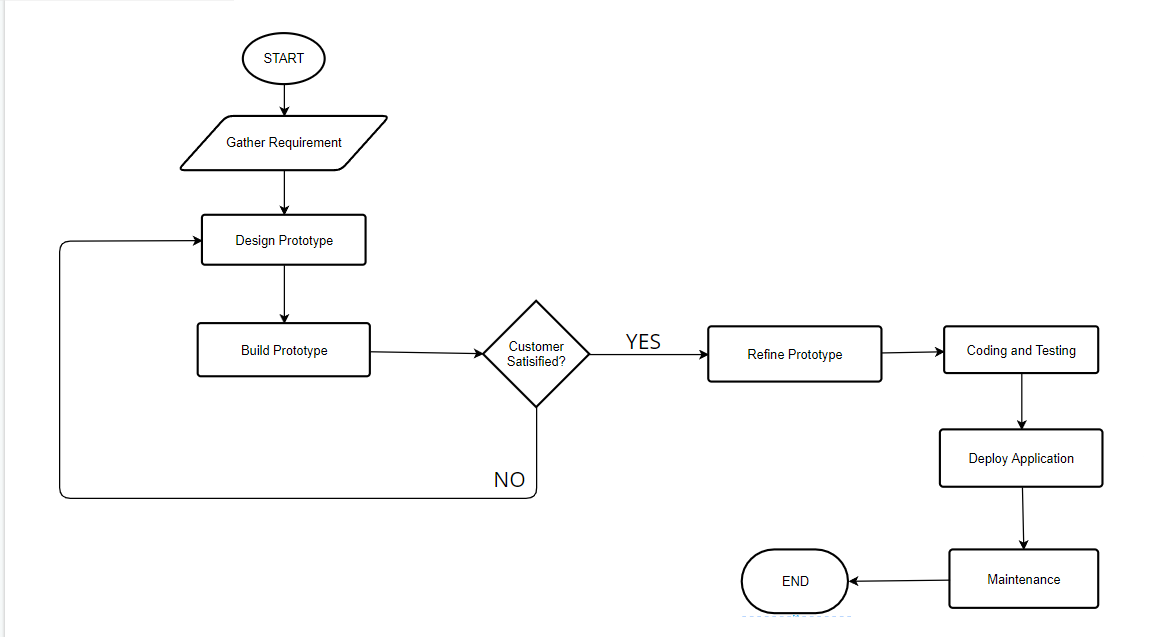 START
Gather Requirement
Design Prototype
Build Prototype
Customer
Satisified?
YES
NO
Refine Prototype
Coding and Testing
Deploy Application
Maintenance
END